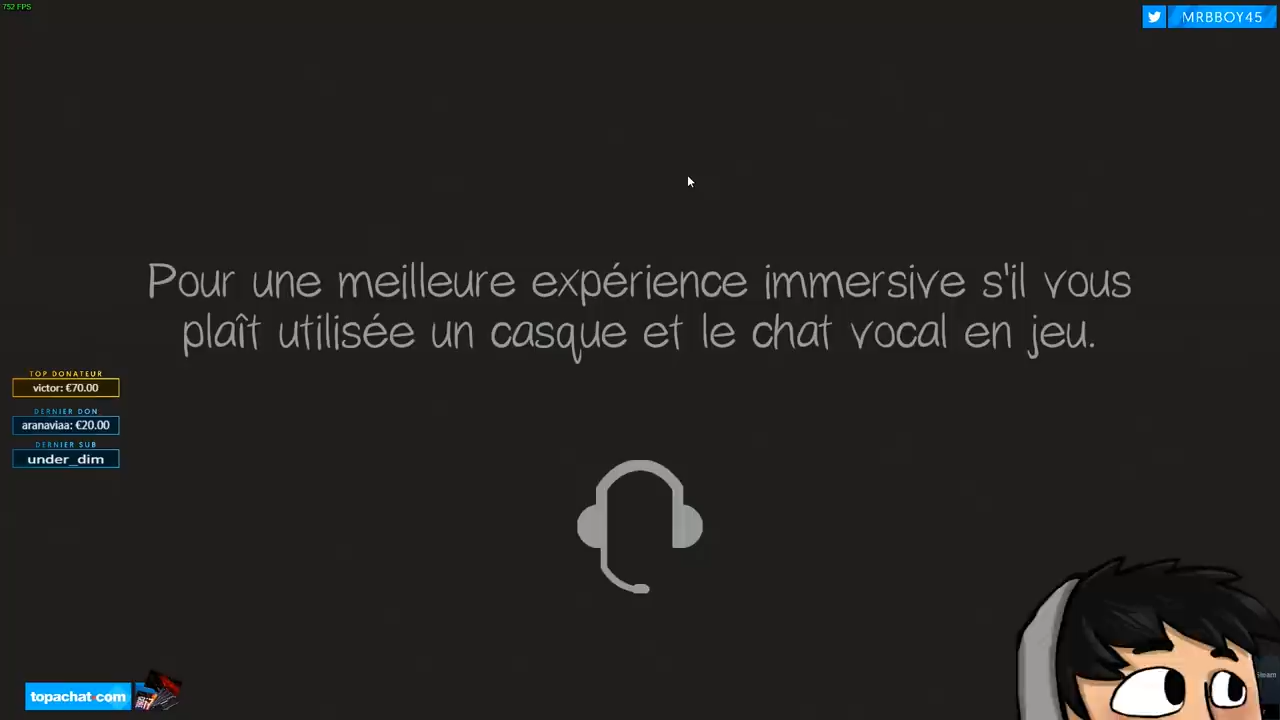 752 FPS
MRBBOY45
Pour une meilleure expérience immersive s'il vous
plaît utilisée un casque et le chat vocal en jeu.
TOP DONATEUR
victor: €70.00
DERNIER DON
aranaviaa: €20.00
DERNIER SUB
under_dim
topachat.com